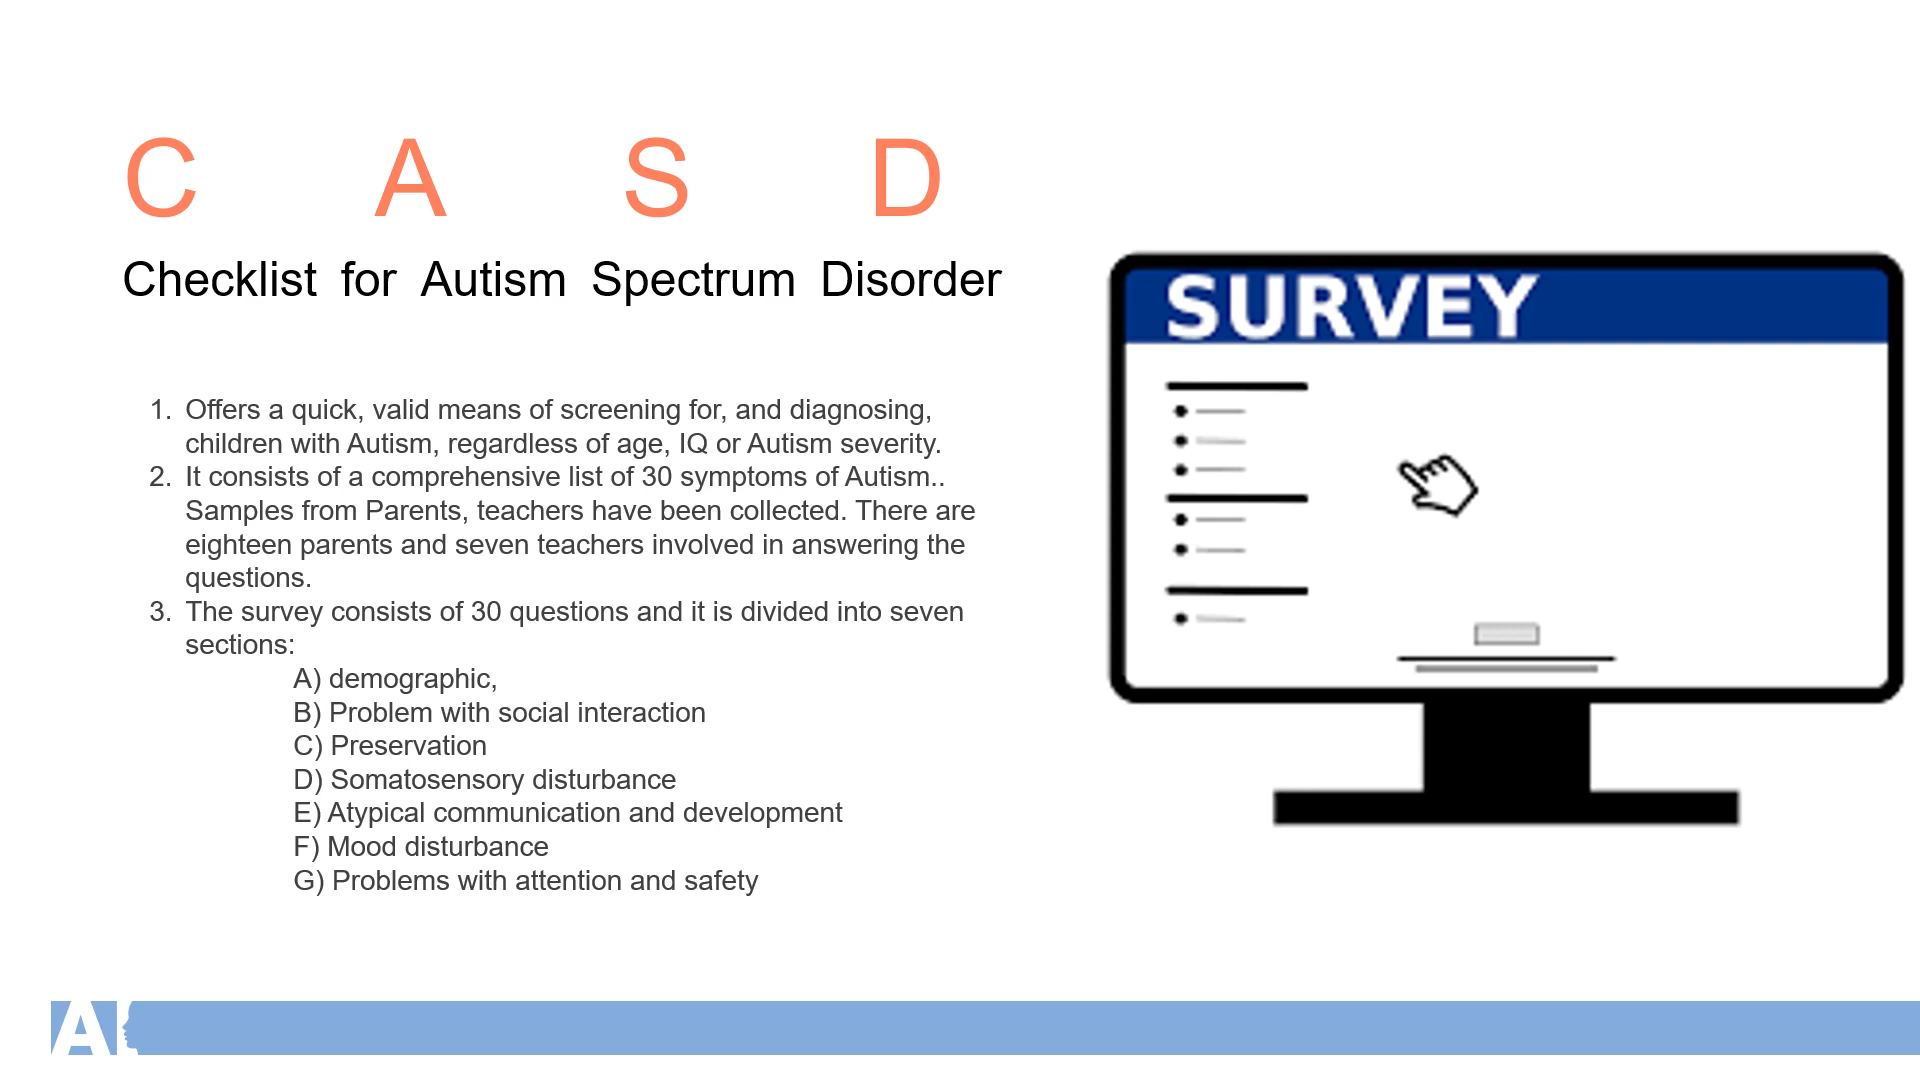 C A S D
Checklist for Autism Spectrum Disorder
1. Offers a quick, valid means of screening for, and diagnosing,
children with Autism, regardless of age, IQ or Autism severity.
2. It consists of a comprehensive list of 30 symptoms of Autism..
Samples from Parents, teachers have been collected. There are
eighteen parents and seven teachers involved in answering the
questions.
3. The survey consists of 30 questions and it is divided into seven
sections:
A) demographic,
B) Problem with social interaction
C) Preservation
D) Somatosensory disturbance
E) Atypical communication and development
F) Mood disturbance
G) Problems with attention and safety
SURVEY
A